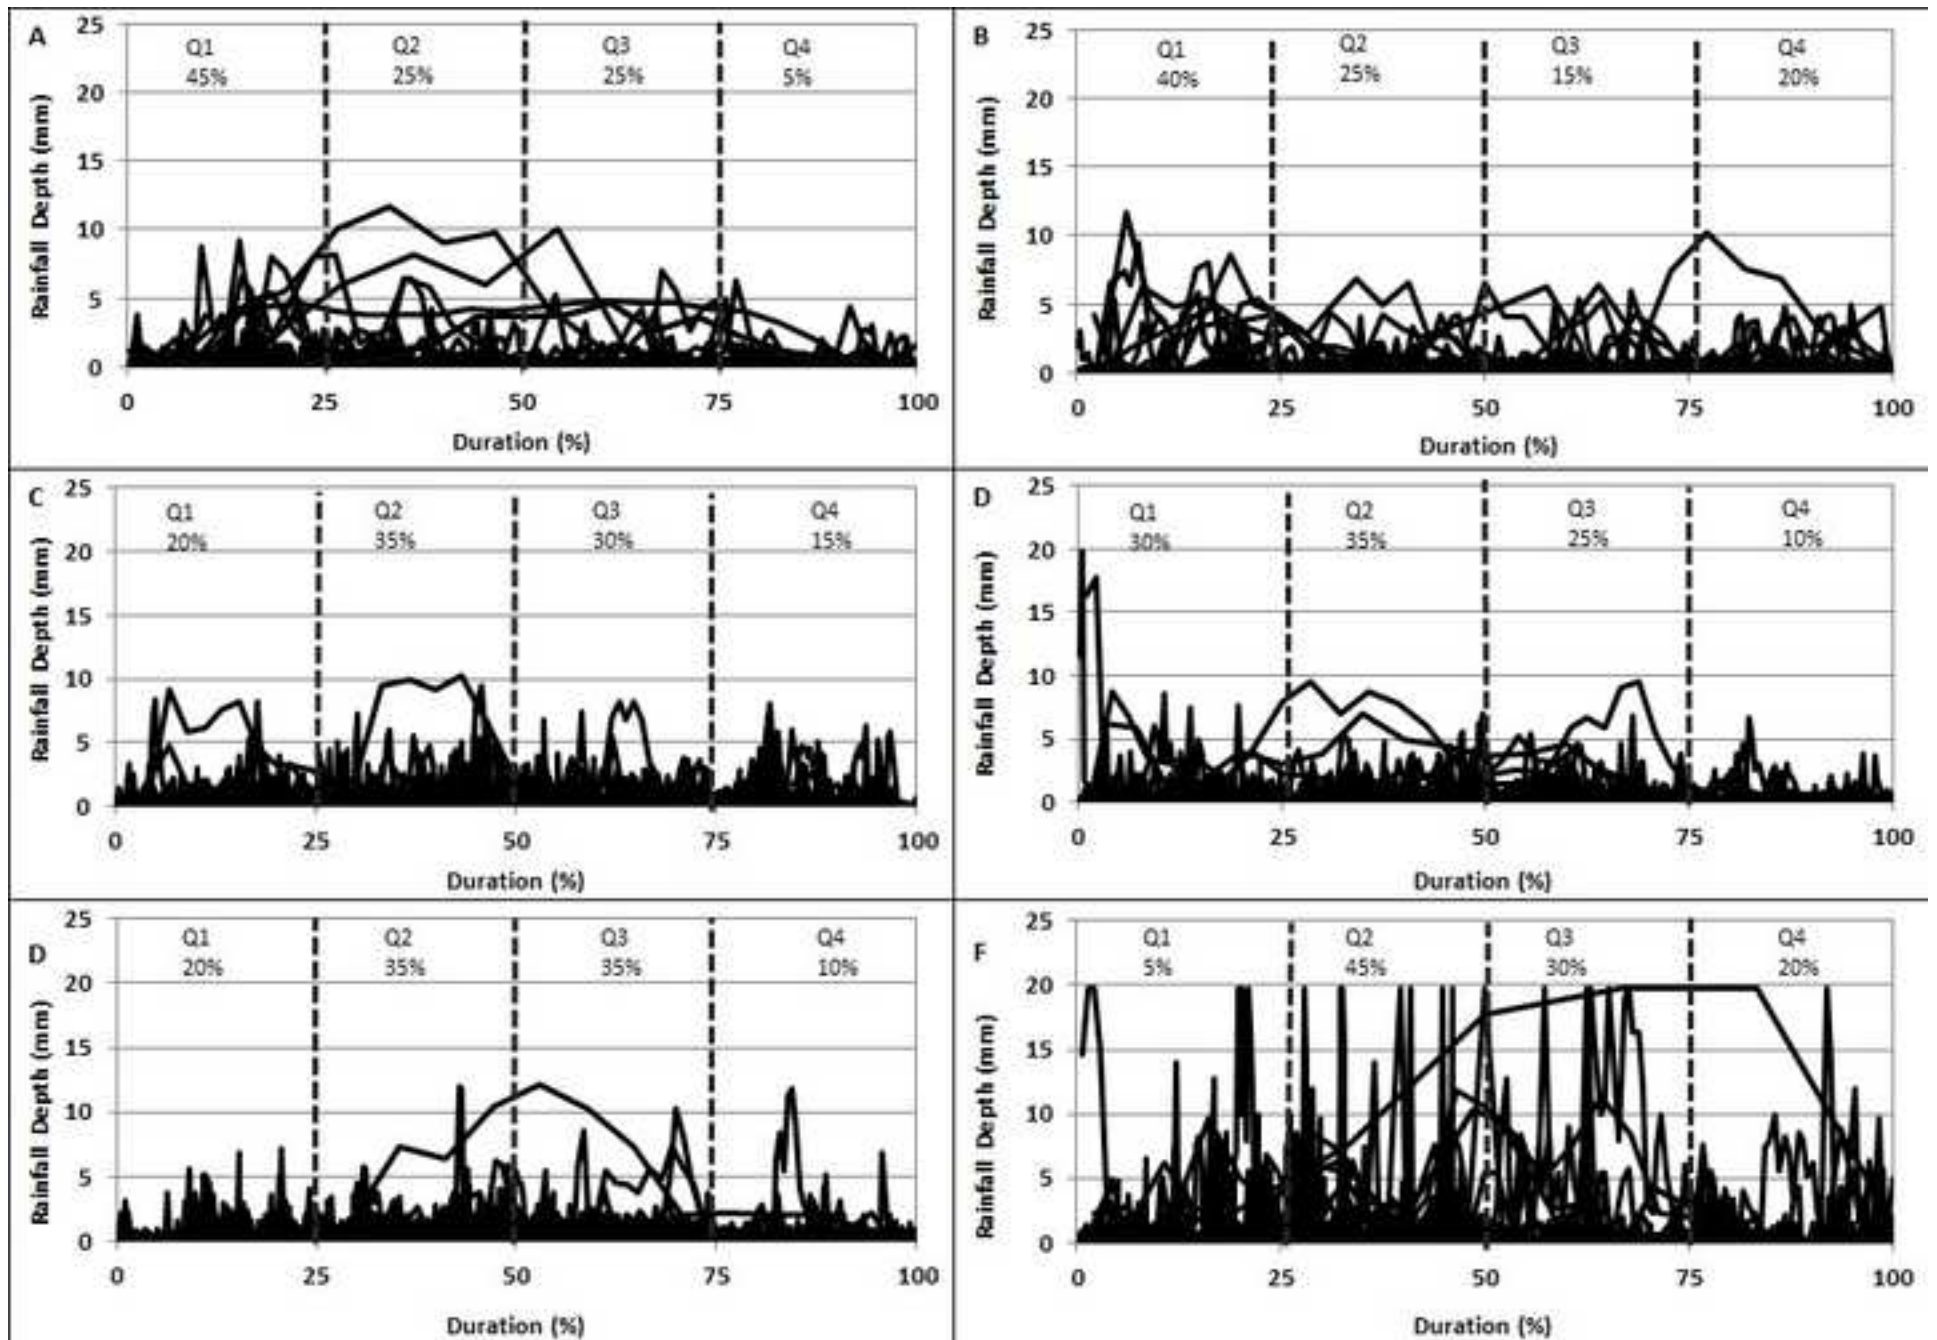 A
Rainfall Depth (mm)
25
20
15
10
5
0
Q1
45%
Q2
25%
Q3
25%
Q4
5%
0 25 50 75 100
Duration (%)
B
Rainfall Depth (mm)
25
20
15
10
5
0
Q1
40%
Q2
25%
Q3
15%
Q4
20%
0 25 50 75 100
Duration (%)
C
Rainfall Depth (mm)
25
20
15
10
5
0
Q1
20%
Q2
35%
Q3
30%
Q4
15%
0 25 50 75 100
Duration (%)
D
Rainfall Depth (mm)
25
20
15
10
5
0
Q1
30%
Q2
35%
Q3
25%
Q4
10%
0 25 50 75 100
Duration (%)
D
Rainfall Depth (mm)
25
20
15
10
5
0
Q1
20%
Q2
35%
Q3
35%
Q4
10%
0 25 50 75 100
Duration (%)
F
Rainfall Depth (mm)
25
20
15
10
5
0
Q1
5%
Q2
45%
Q3
30%
Q4
20%
0 25 50 75 100
Duration (%)